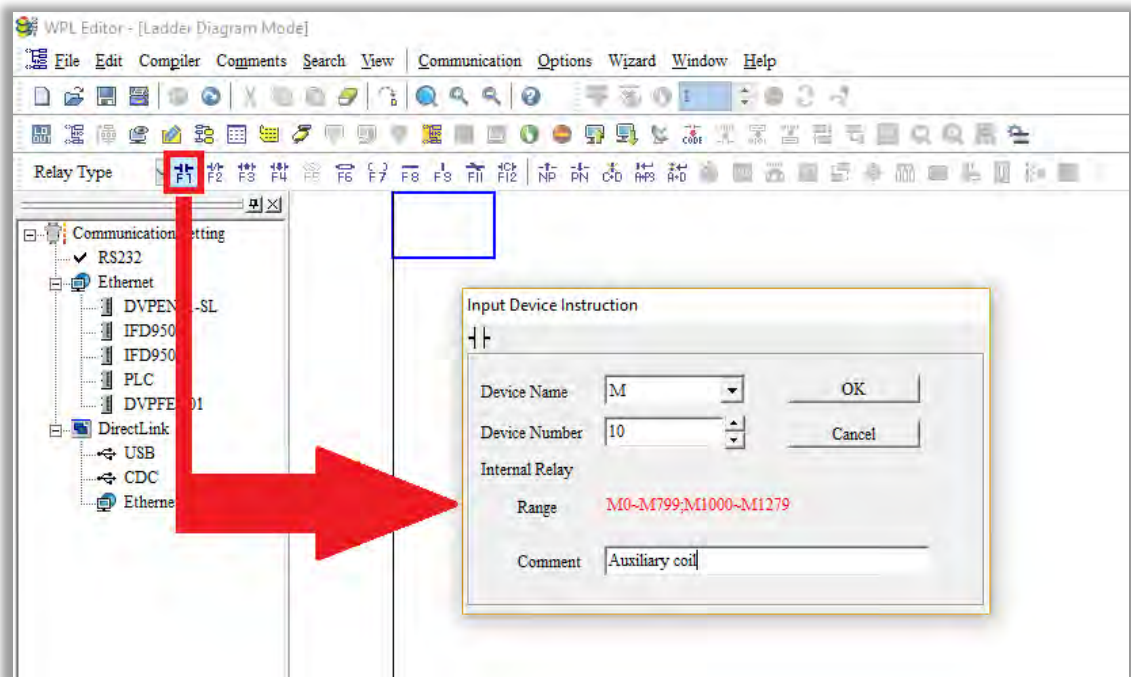 WPL Editor - [Ladder Diagram Mode]
File Edit Compiler Comments Search View Communication Options Wizard Window Help
1
CODE
Relay Type F1 F2 F3 F4 F5 F6 F7 F8 F9 F11 F12 NP PN C•D A•D
Communication etting
RS232
Ethernet
DVPEN -SL
IFD950
IFD950
PLC
DVPFE 01
DirectLink
USB
CDC
Etherne
Input Device Instruction
Device Name M OK
Device Number 10 Cancel
Internal Relay
Range M0~M799;M1000~M1279
Comment Auxiliary coil